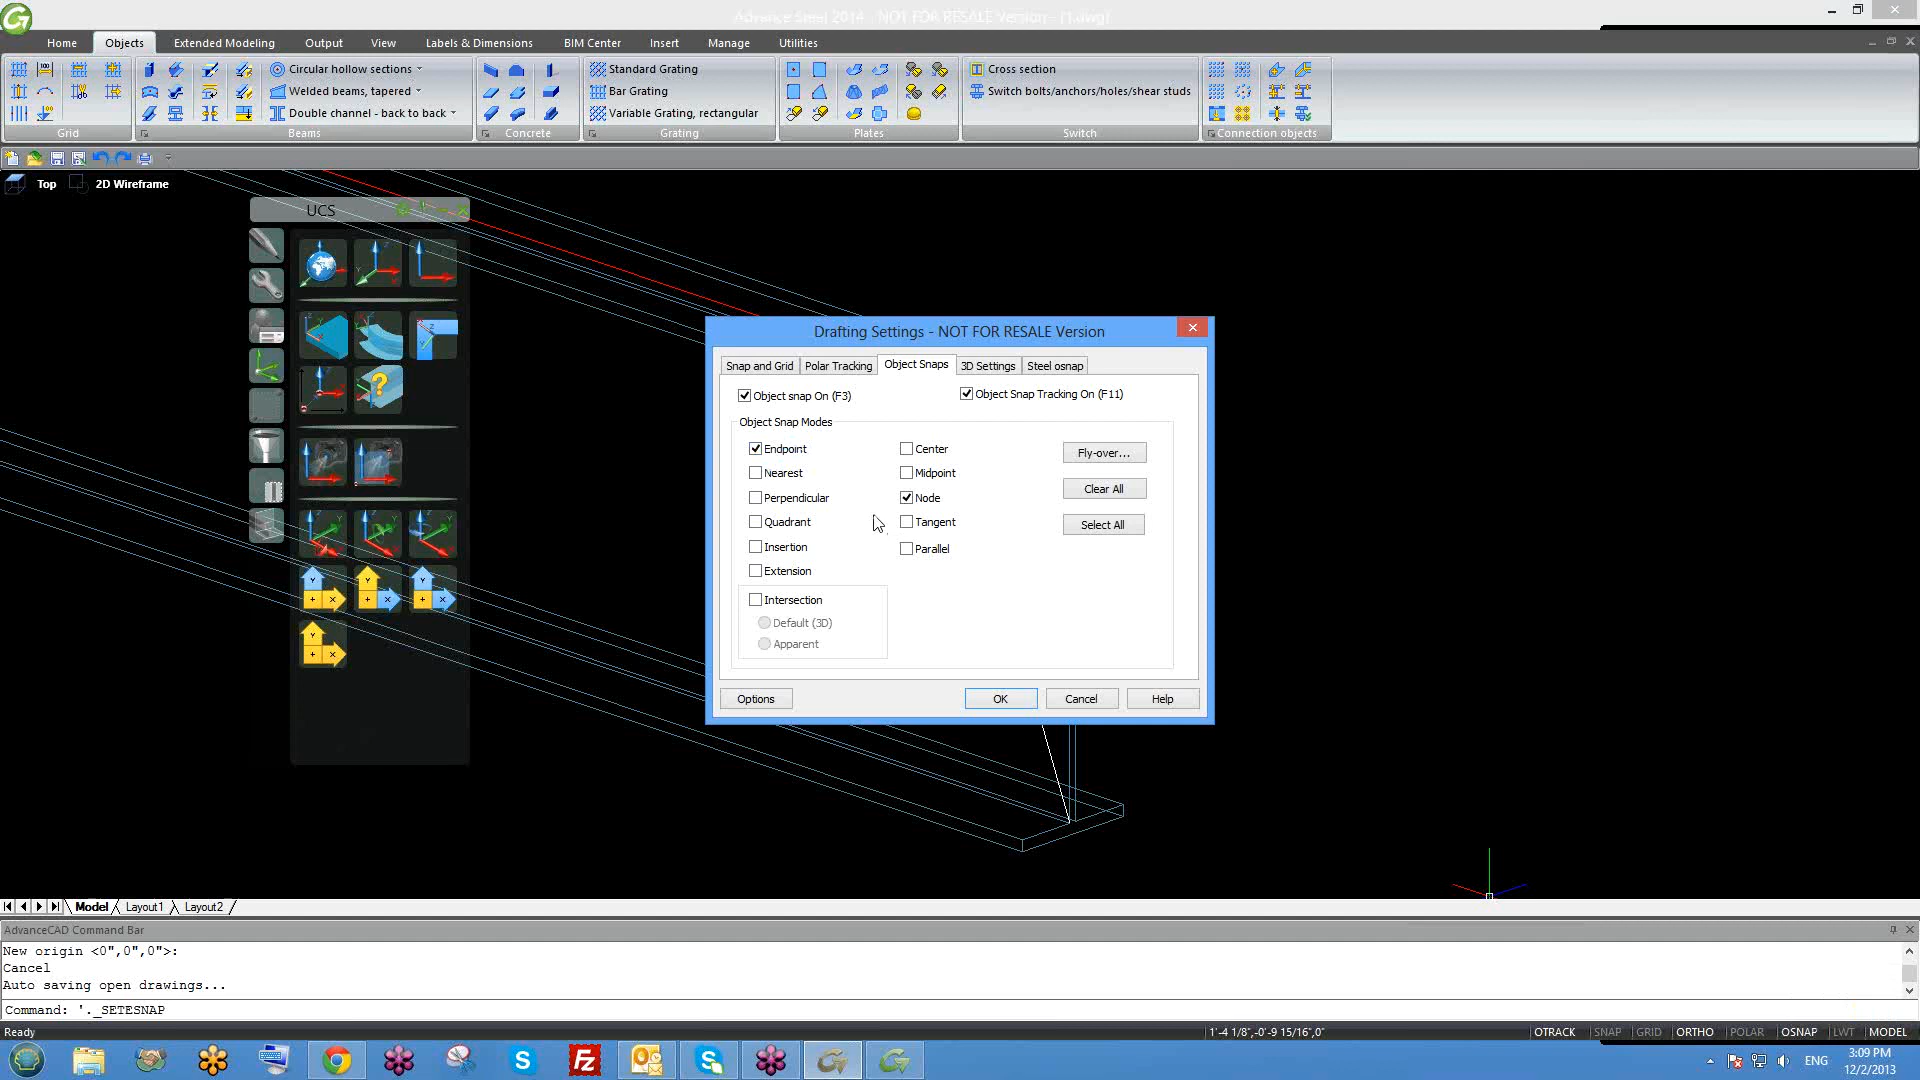 Advance Steel 2014 - NOT FOR RESALE Version - [1.dwg]
Home Objects Extended Modeling Output View Labels & Dimensions BIM Center Insert Manage Utilities
Circular hollow sections Standard Grating Cross section
Welded beams, tapered Bar Grating Switch bolts/anchors/holes/shear studs
Double channel - back to back Variable Grating, rectangular
Grid Beams Concrete Grating Plates Switch Connection objects
Top 2D Wireframe
UCS
Drafting Settings - NOT FOR RESALE Version
Snap and Grid Polar Tracking Object Snaps 3D Settings Steel osnap
Object snap On (F3) Object Snap Tracking On (F11)
Object Snap Modes
Endpoint Center Fly-over...
Nearest Midpoint
Clear All
Perpendicular Node
Quadrant Tangent Select All
Insertion Parallel
Extension
Intersection
Default (3D)
Apparent
Options OK Cancel Help
Model Layout1 Layout2
AdvanceCAD Command Bar
New origin <0",0",0">:
Cancel
Auto saving open drawings...
Command: '._SETESNAP
Ready 1'-4 1/8",-0'-9 15/16",0" OTRACK SNAP GRID ORTHO POLAR OSNAP LWT MODEL
ENG 3:09 PM
12/2/2013